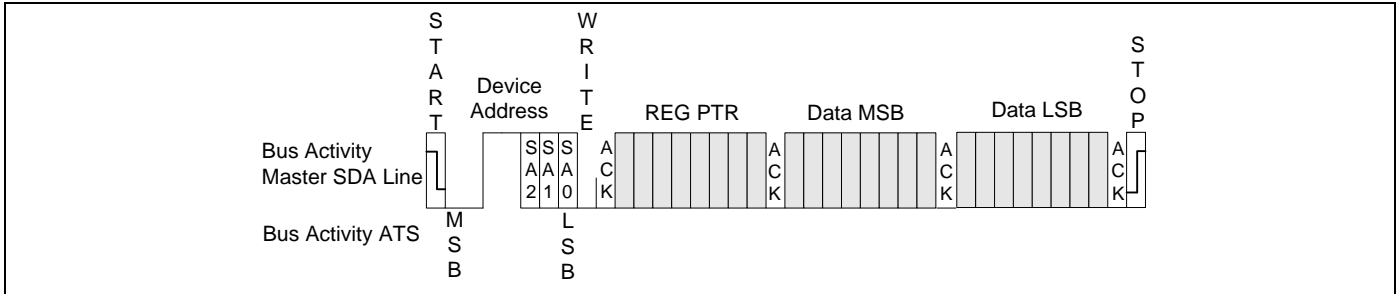 START
WRITE
STOP
Device
Address
REG PTR
Data MSB
Data LSB
Bus Activity
Master SDA Line
SA2
SA1
SA0
ACK
ACK
ACK
ACK
Bus Activity ATS
MSB
LSB